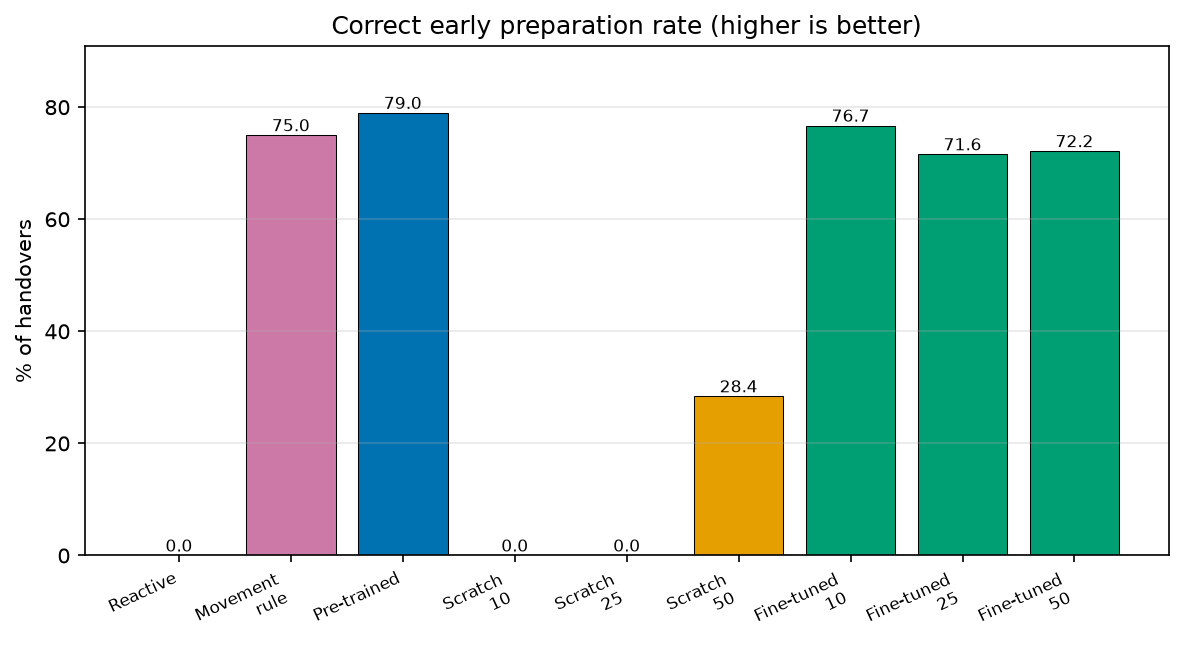 Correct early preparation rate (higher is better)
% of handovers
80
60
40
20
0
0.0
75.0
79.0
0.0
0.0
28.4
76.7
71.6
72.2
Reactive
Movement
rule
Pre-trained
Scratch
10
Scratch
25
Scratch
50
Fine-tuned
10
Fine-tuned
25
Fine-tuned
50